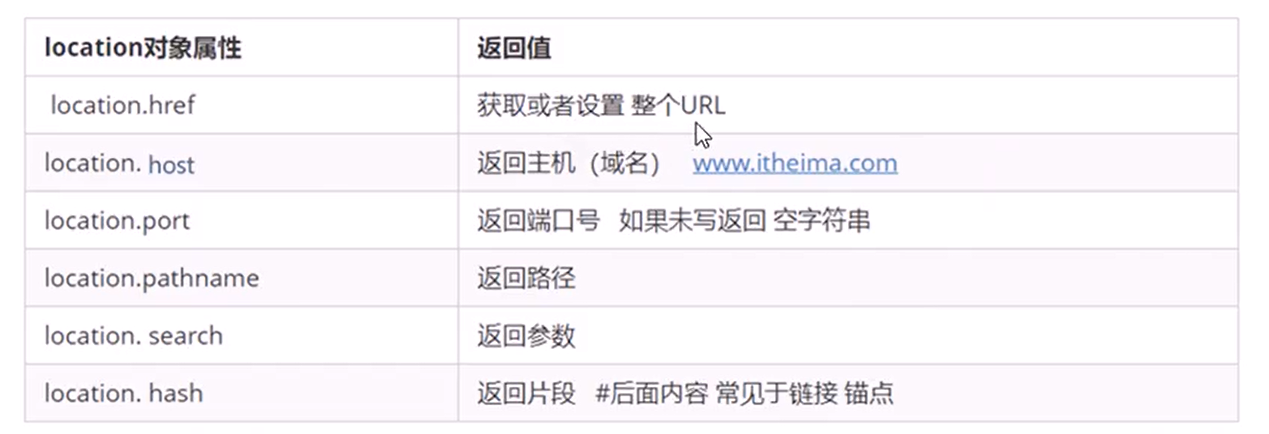 location对象属性 返回值
location.href 获取或者设置 整个URL
location. host 返回主机（域名） www.itheima.com
location.port 返回端口号 如果未写返回 空字符串
location.pathname 返回路径
location. search 返回参数
location. hash 返回片段 #后面内容 常见于链接 锚点